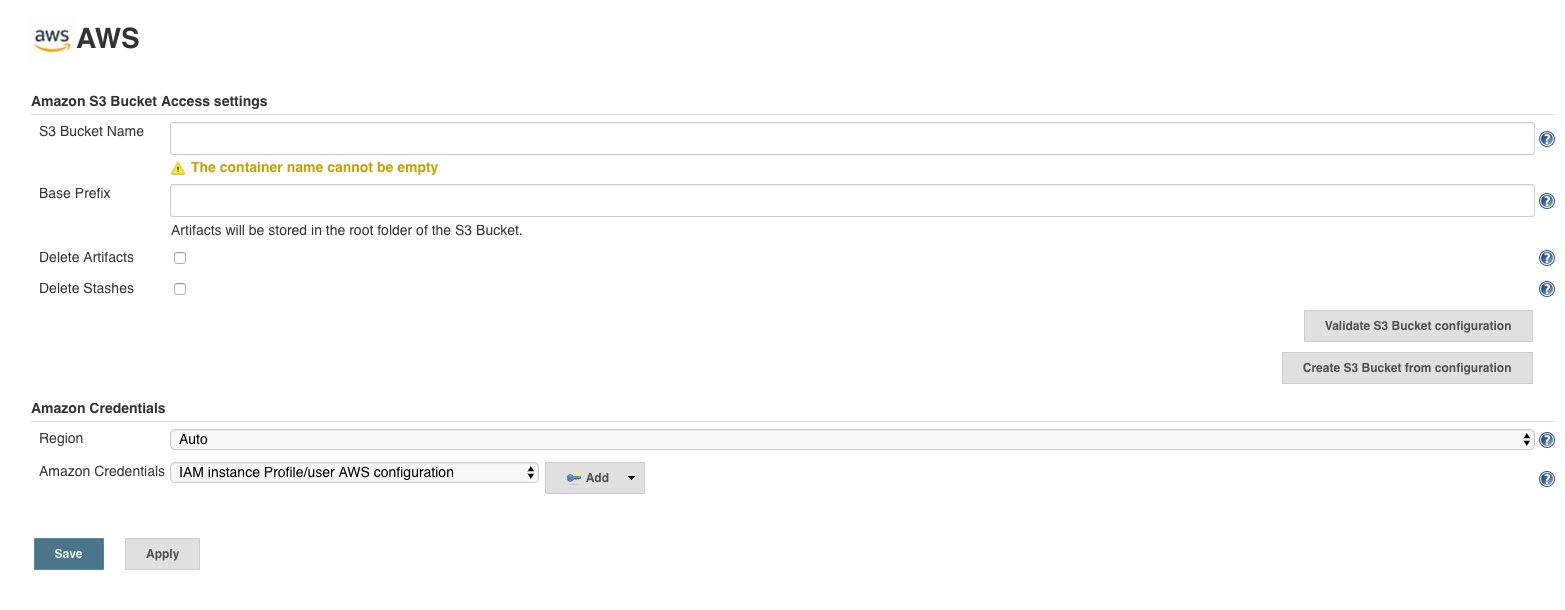 aws AWS
Amazon S3 Bucket Access settings
S3 Bucket Name
The container name cannot be empty
Base Prefix
Artifacts will be stored in the root folder of the S3 Bucket.
Delete Artifacts
Delete Stashes
Validate S3 Bucket configuration
Create S3 Bucket from configuration
Amazon Credentials
Region Auto
Amazon Credentials IAM instance Profile/user AWS configuration Add
Save Apply